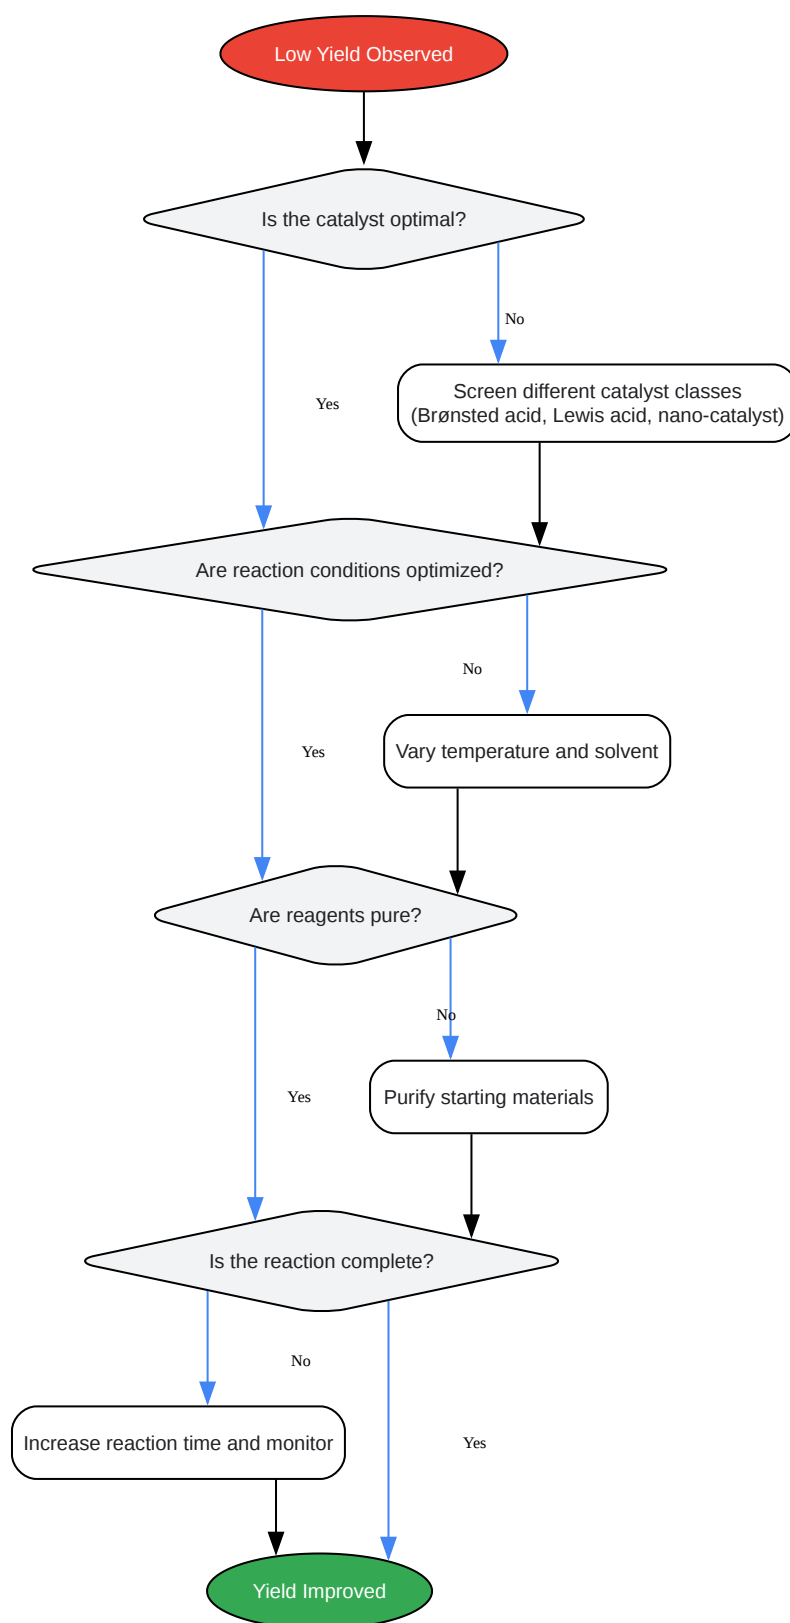 Low Yield Observed
Is the catalyst optimal?
No
Screen different catalyst classes
(Brønsted acid, Lewis acid, nano-catalyst)
Yes
Are reaction conditions optimized?
No
Vary temperature and solvent
Yes
Are reagents pure?
No
Purify starting materials
Yes
Is the reaction complete?
No
Increase reaction time and monitor
Yes
Yield Improved